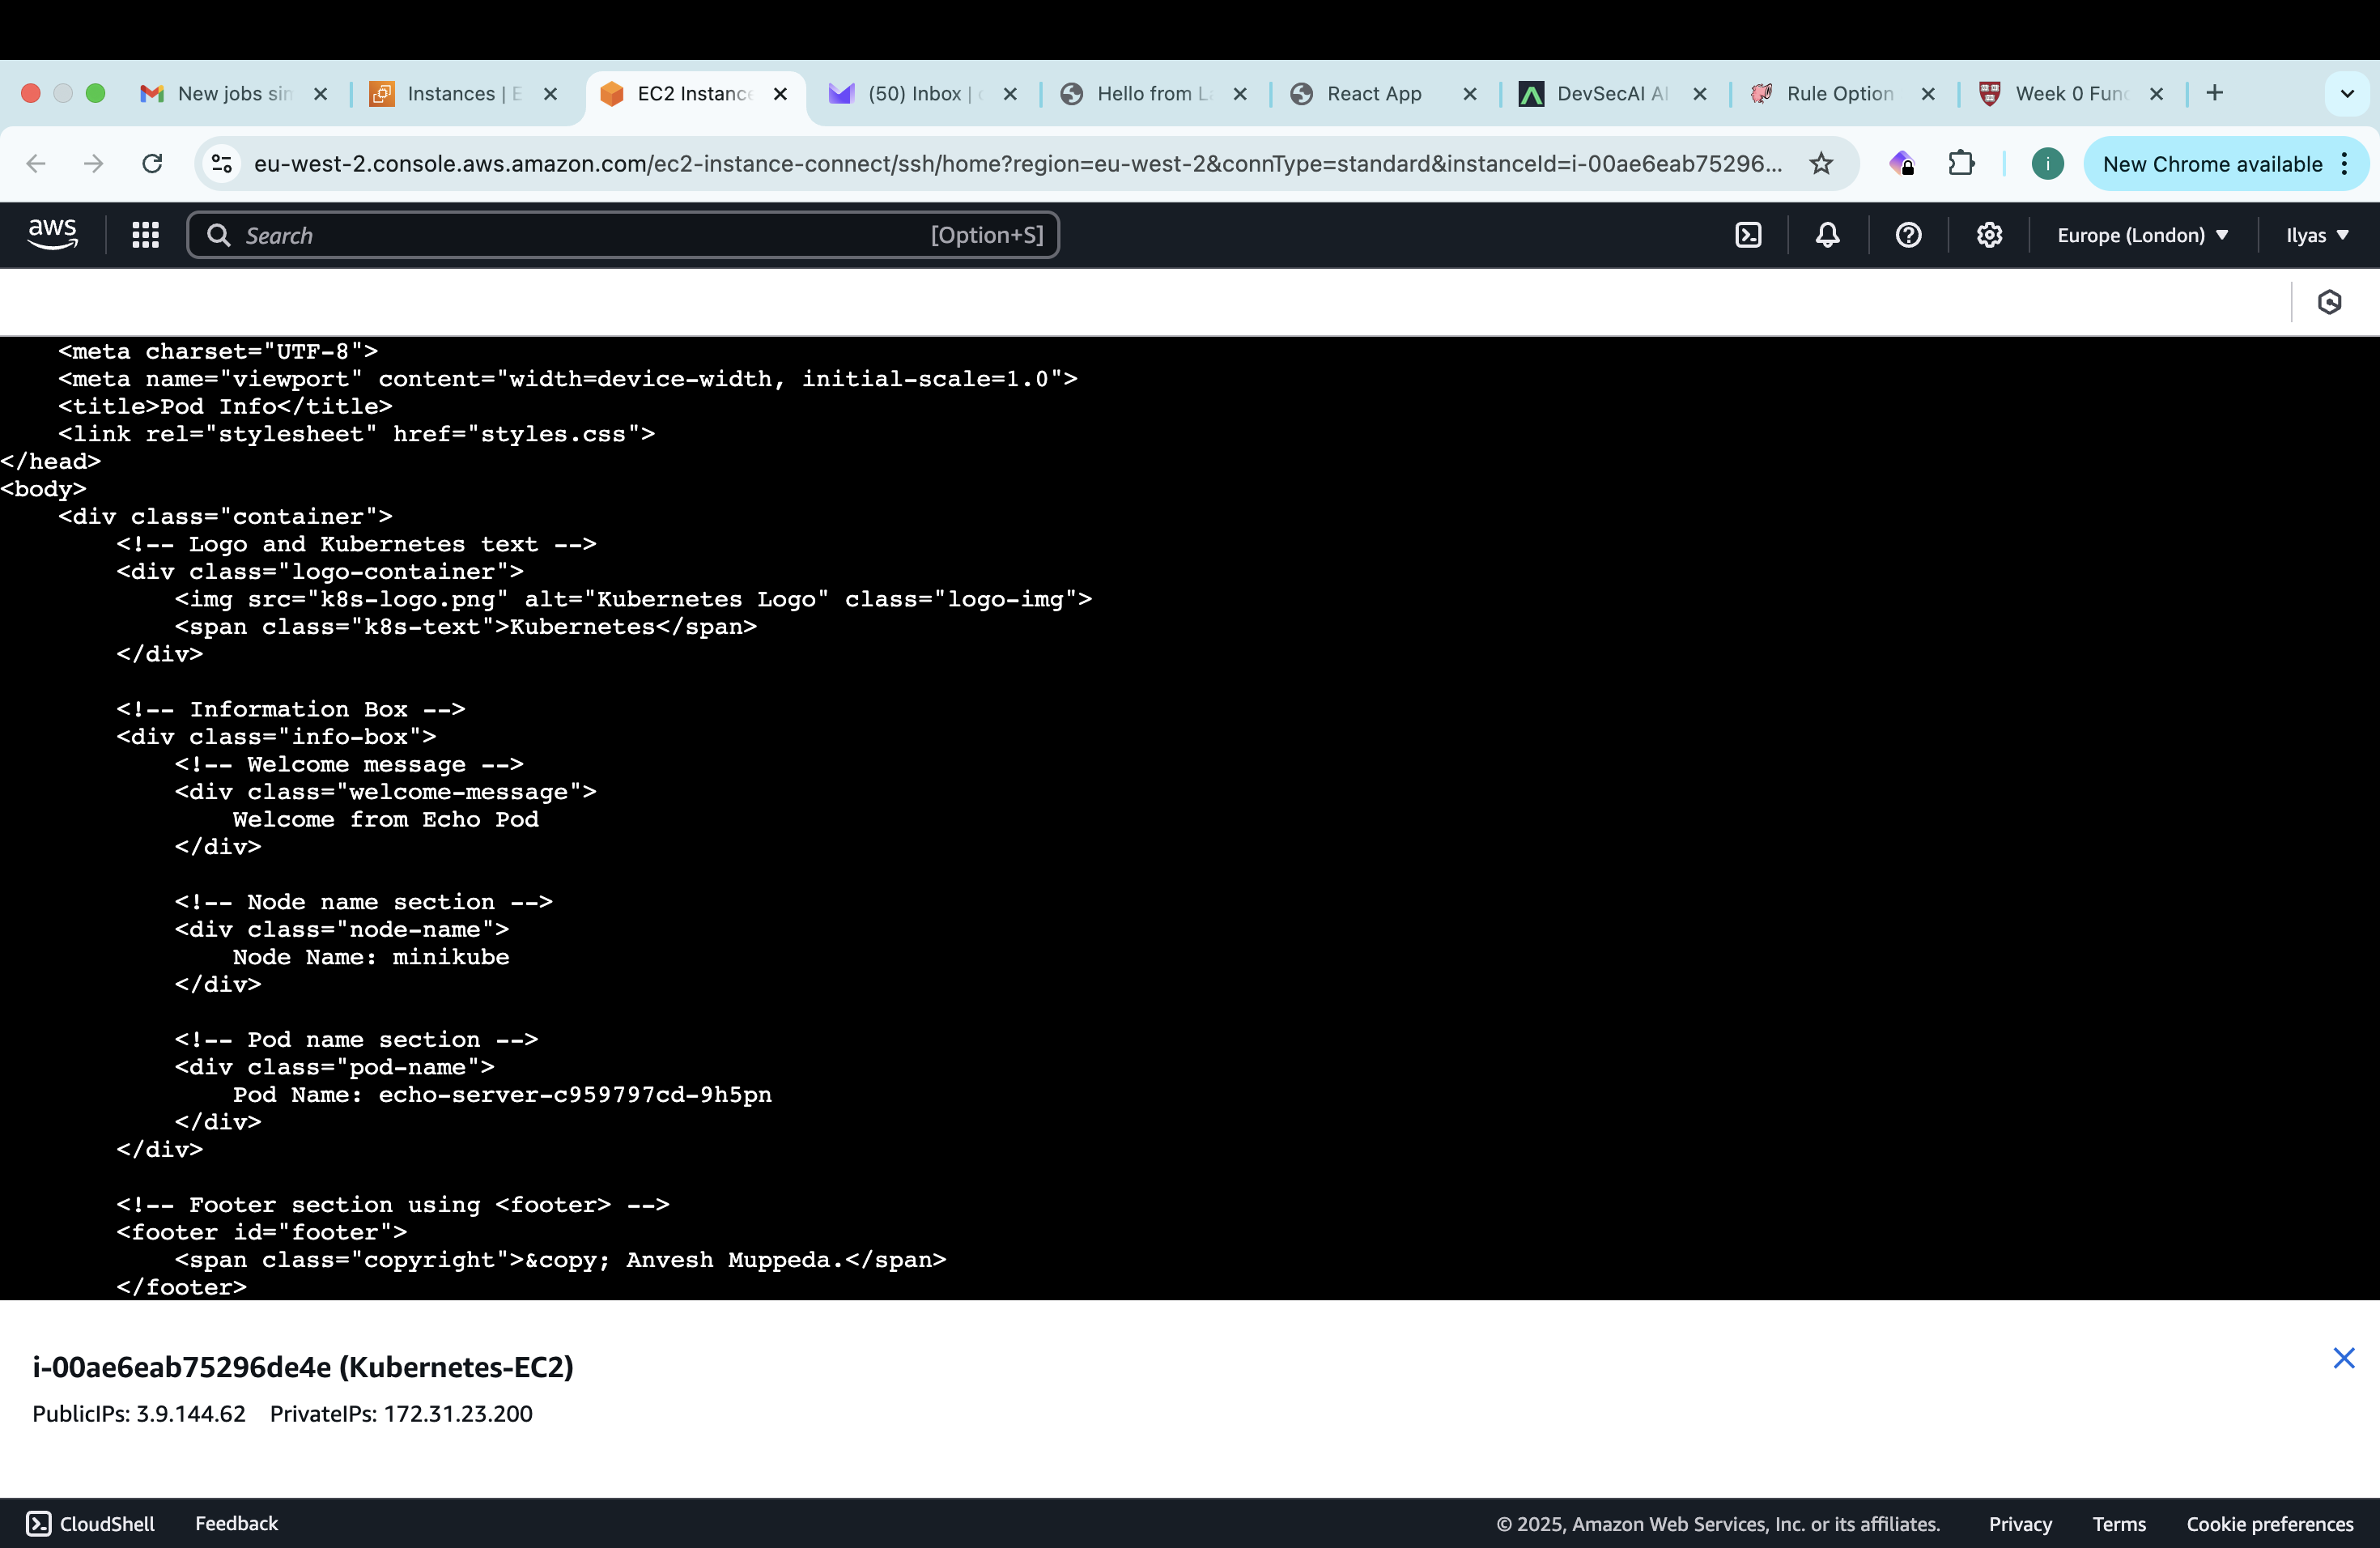 New jobs sin
Instances | E
EC2 Instance
(50) Inbox |
Hello from La
React App
DevSecAI AI
Rule Option
Week 0 Func
eu-west-2.console.aws.amazon.com/ec2-instance-connect/ssh/home?region=eu-west-2&connType=standard&instanceId=i-00ae6eab75296...
i
New Chrome available
aws
Search
[Option+S]
Europe (London)
Ilyas
    <meta charset="UTF-8">
    <meta name="viewport" content="width=device-width, initial-scale=1.0">
    <title>Pod Info</title>
    <link rel="stylesheet" href="styles.css">
</head>
<body>
    <div class="container">
        <!-- Logo and Kubernetes text -->
        <div class="logo-container">
            <img src="k8s-logo.png" alt="Kubernetes Logo" class="logo-img">
            <span class="k8s-text">Kubernetes</span>
        </div>
        <!-- Information Box -->
        <div class="info-box">
            <!-- Welcome message -->
            <div class="welcome-message">
                Welcome from Echo Pod
            </div>
            <!-- Node name section -->
            <div class="node-name">
                Node Name: minikube
            </div>
            <!-- Pod name section -->
            <div class="pod-name">
                Pod Name: echo-server-c959797cd-9h5pn
            </div>
        </div>
        <!-- Footer section using <footer> -->
        <footer id="footer">
            <span class="copyright">&copy; Anvesh Muppeda.</span>
        </footer>
i-00ae6eab75296de4e (Kubernetes-EC2)
PublicIPs: 3.9.144.62 PrivateIPs: 172.31.23.200
CloudShell
Feedback
© 2025, Amazon Web Services, Inc. or its affiliates.
Privacy
Terms
Cookie preferences